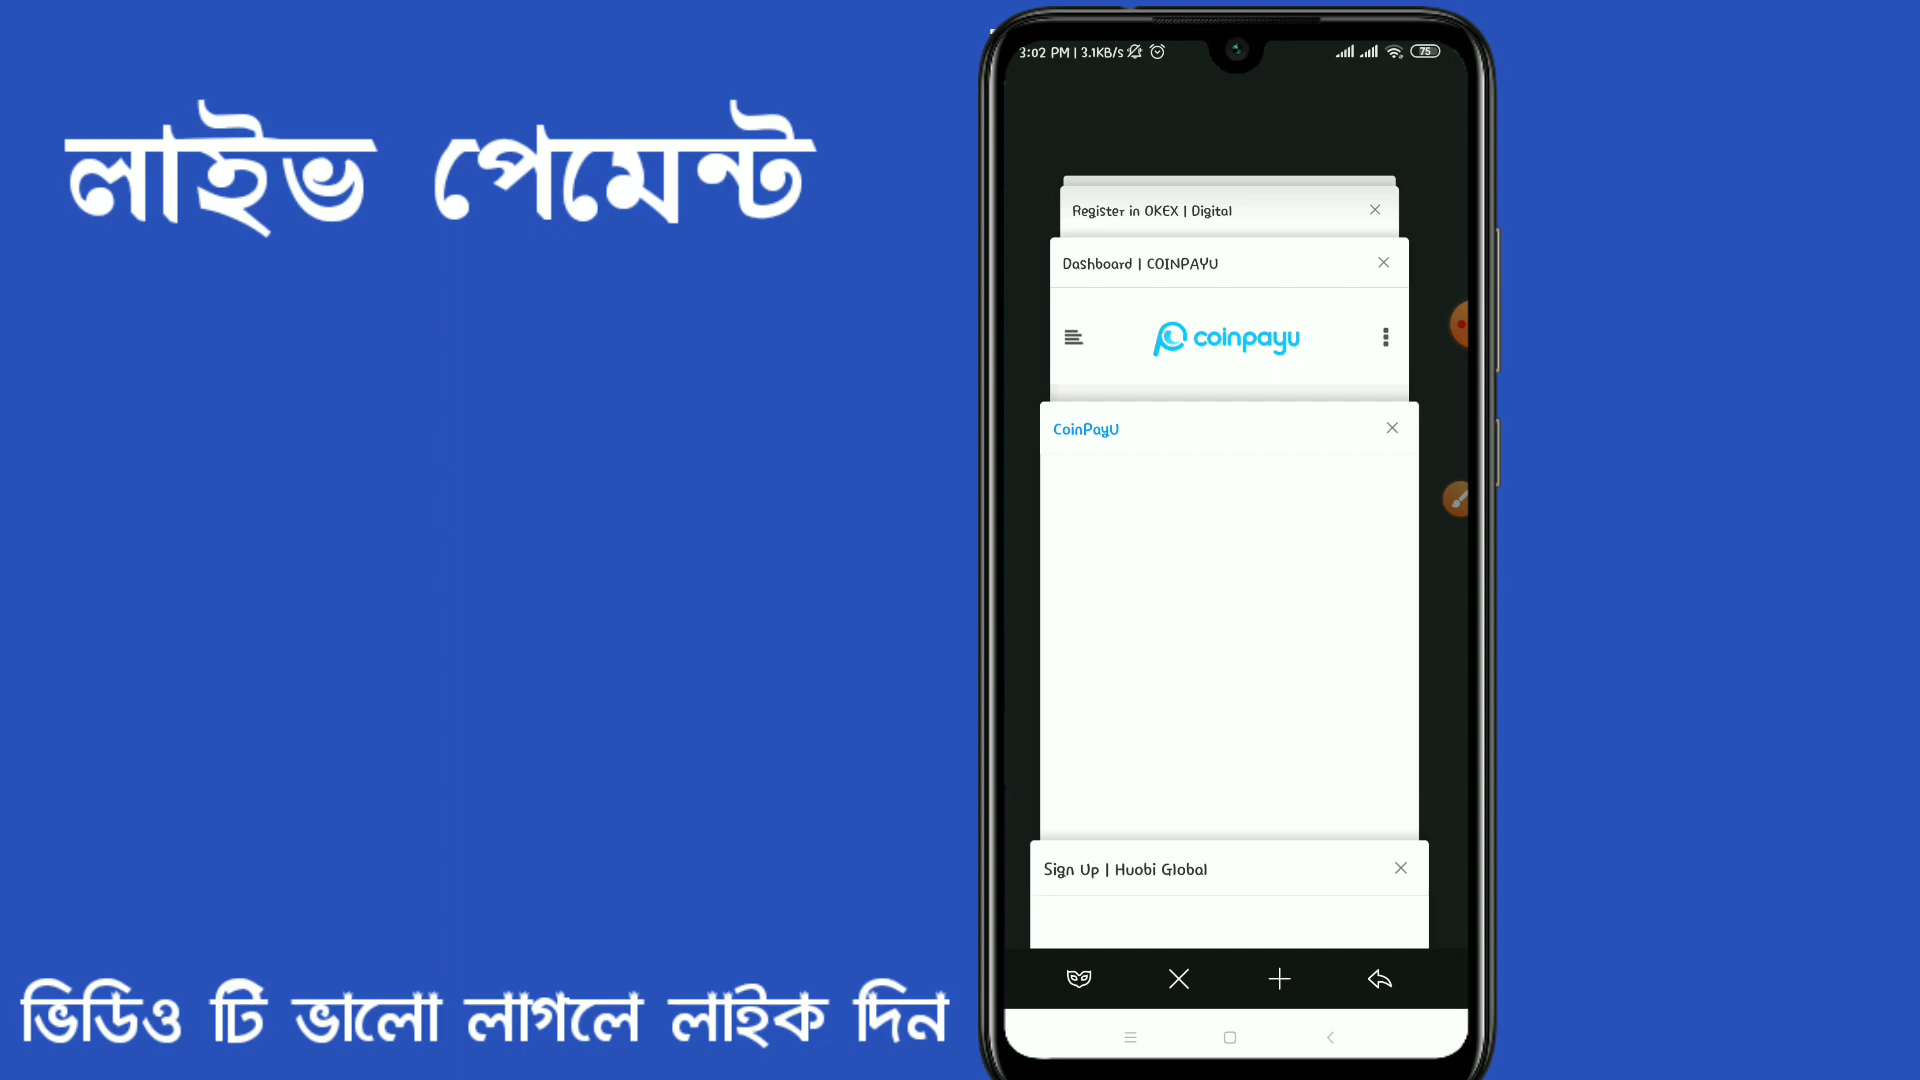 লাইভ পেমেন্ট
3:02 PM | 3.1KB/s
75
Register in OKEX | Digital
Dashboard | COINPAYU
coinpayu
CoinPayU
Sign Up | Huobi Global
ভিডিও টি ভালো লাগলে লাইক দিন